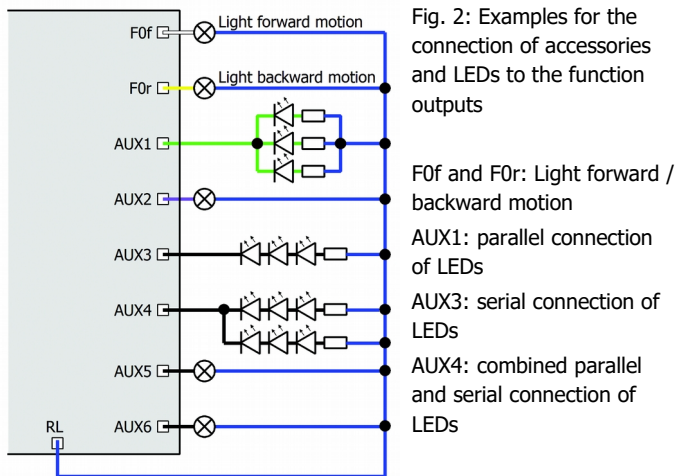 F0f
Light forward motion
F0r
Light backward motion
AUX1
AUX2
AUX3
AUX4
AUX5
AUX6
RL
Fig. 2: Examples for the
connection of accessories
and LEDs to the function
outputs
F0f and F0r: Light forward /
backward motion
AUX1: parallel connection
of LEDs
AUX3: serial connection of
LEDs
AUX4: combined parallel
and serial connection of
LEDs